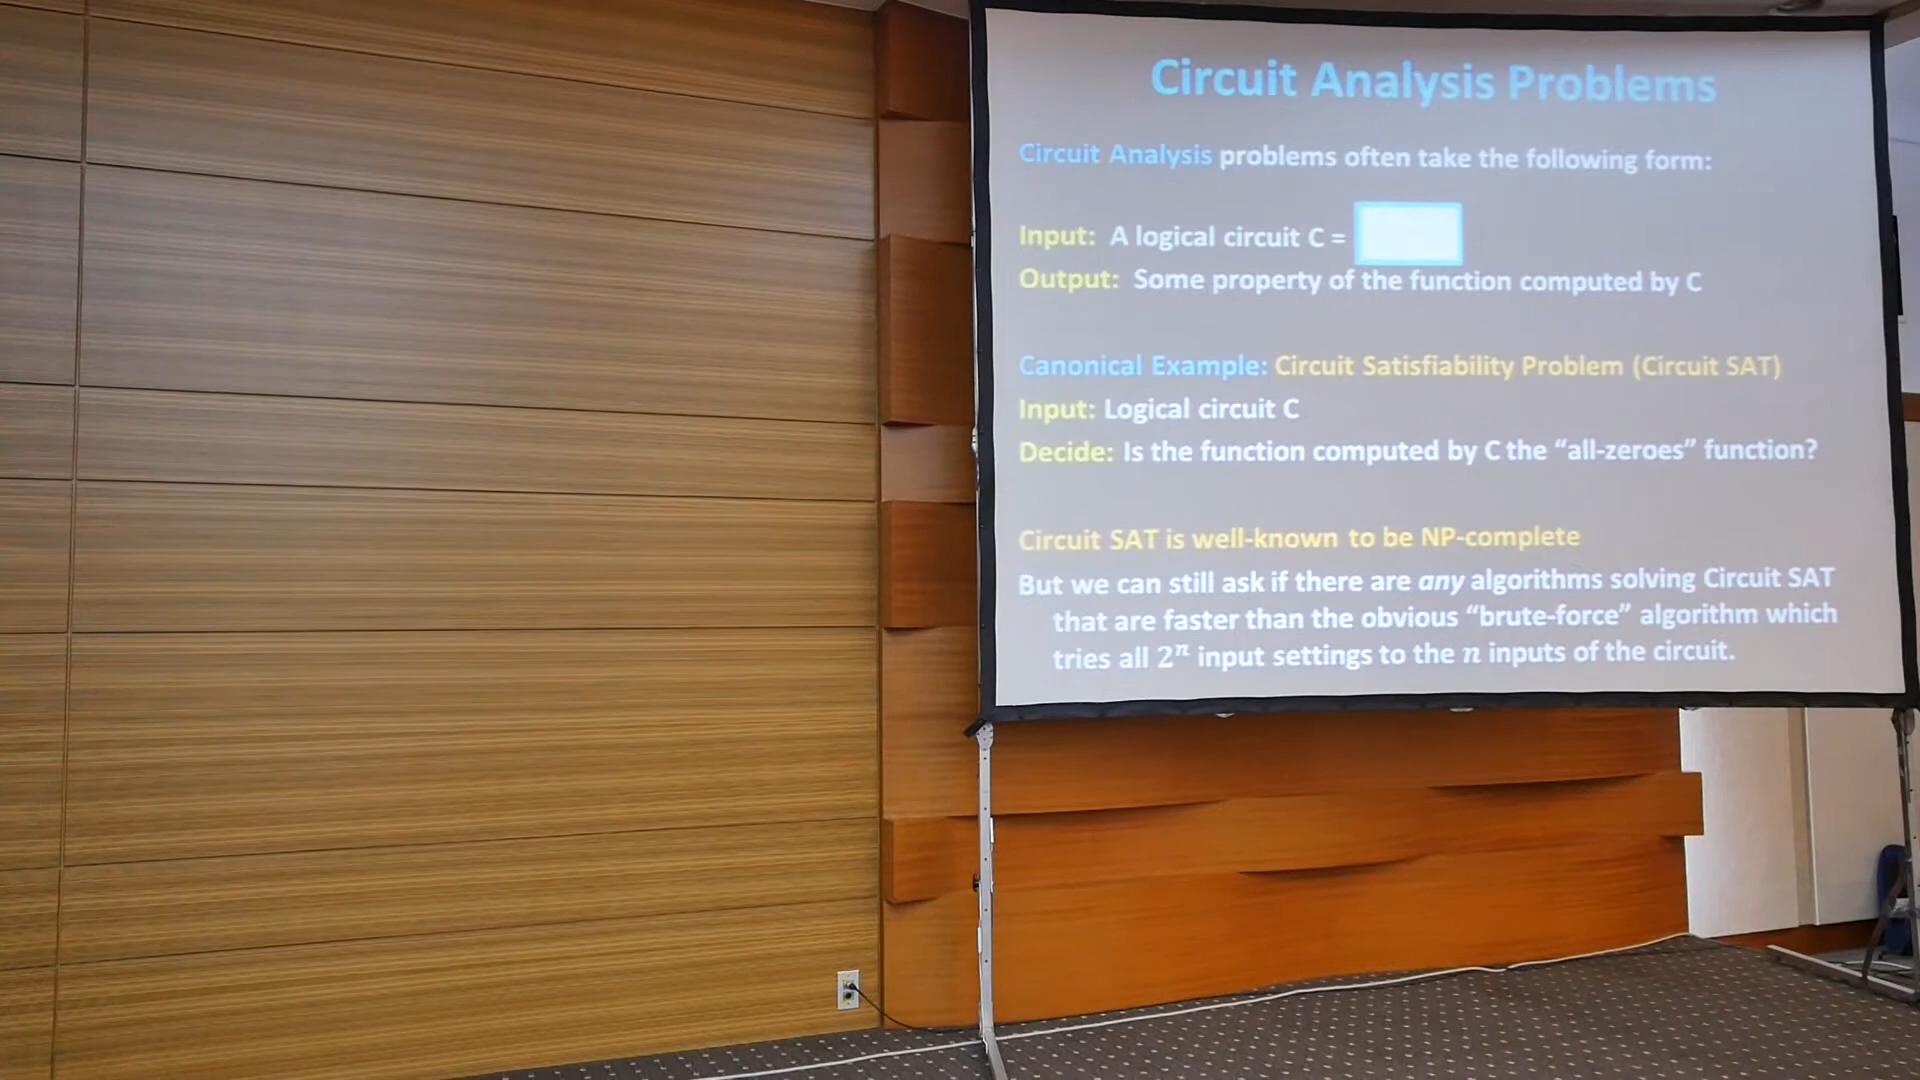 Circuit Analysis Problems
Circuit Analysis problems often take the following form:
Input: A logical circuit C =
Output: Some property of the function computed by C
Canonical Example: Circuit Satisfiability Problem (Circuit SAT)
Input: Logical circuit C
Decide: Is the function computed by C the “all-zeroes” function?
Circuit SAT is well-known to be NP-complete
But we can still ask if there are any algorithms solving Circuit SAT
that are faster than the obvious “brute-force” algorithm which
tries all 2ⁿ input settings to the n inputs of the circuit.